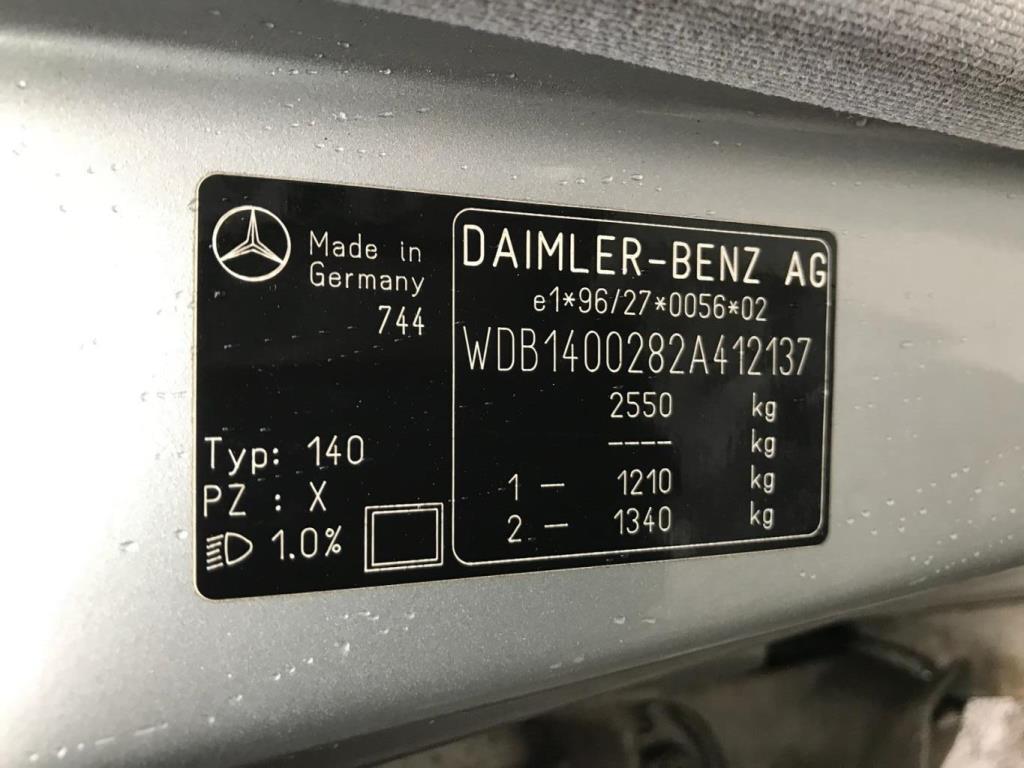 Made in
Germany
744
Typ: 140
PZ : X
1.0%
DAIMLER-BENZ AG
e1*96/27*0056*02
WDB1400282A412137
2550 kg
---- kg
1 - 1210 kg
2 - 1340 kg